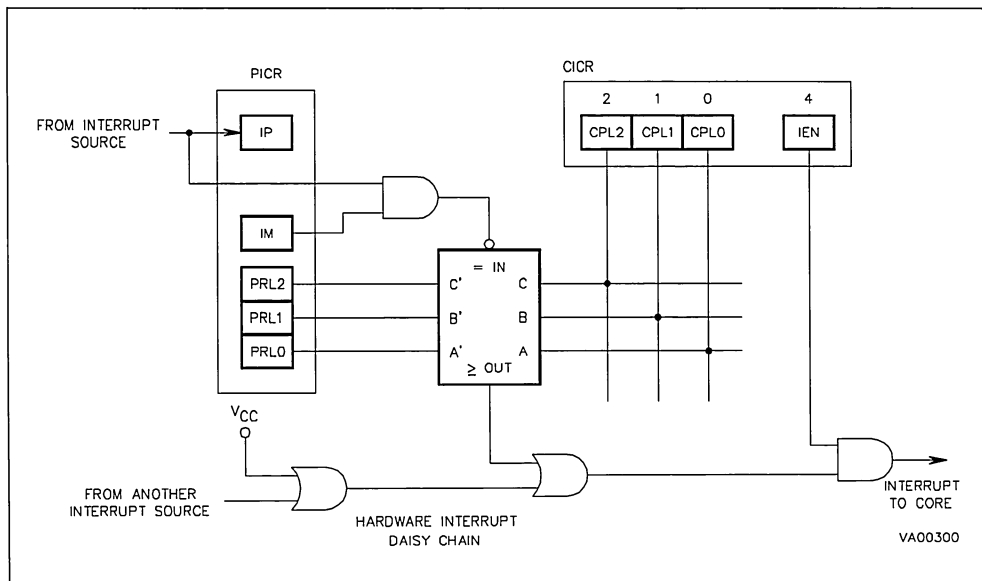 PICR
CICR
2 1 0 4
FROM INTERRUPT
SOURCE
IP
CPL2 CPL1 CPL0 IEN
IM
= IN
PRL2 C' C
PRL1 B' B
PRL0 A' A
≥ OUT
VCC
FROM ANOTHER
INTERRUPT SOURCE
HARDWARE INTERRUPT
DAISY CHAIN
INTERRUPT
TO CORE
VA00300